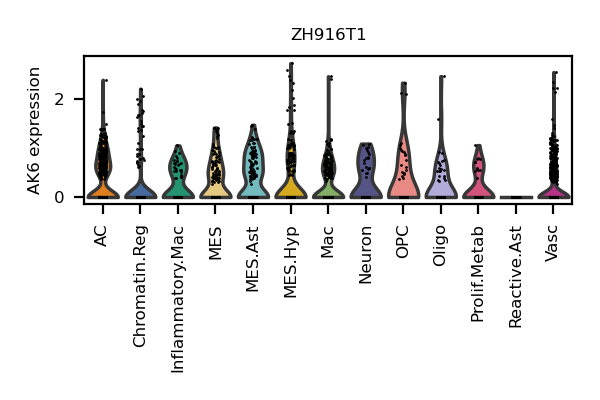 ZH916T1
AK6 expression
2
0
AC
Chromatin.Reg
Inflammatory.Mac
MES
MES.Ast
MES.Hyp
Mac
Neuron
OPC
Oligo
Prolif.Metab
Reactive.Ast
Vasc